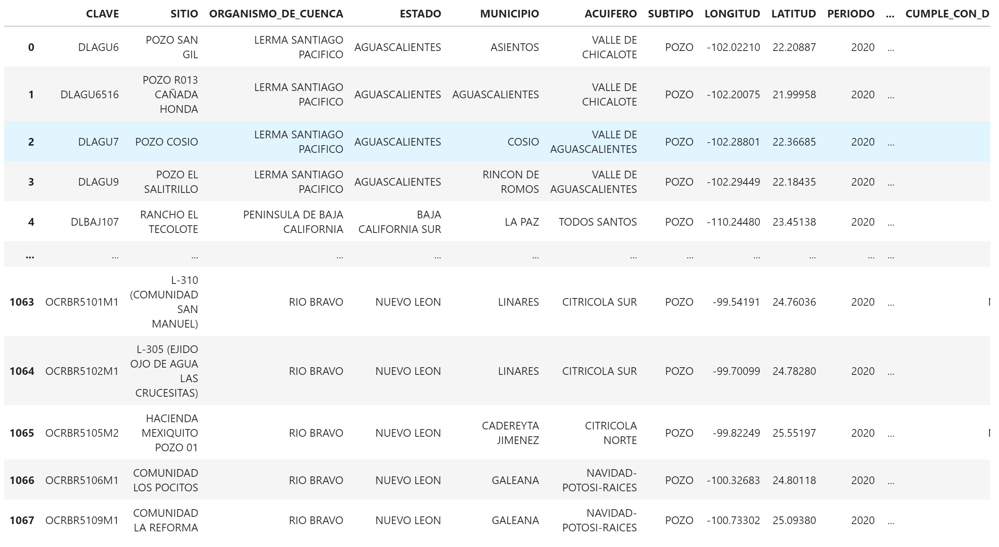 CLAVE SITIO ORGANISMO_DE_CUENCA ESTADO MUNICIPIO ACUIFERO SUBTIPO LONGITUD LATITUD PERIODO ... CUMPLE_CON_D
0 DLAGU6 POZO SAN GIL LERMA SANTIAGO PACIFICO AGUASCALIENTES ASIENTOS VALLE DE CHICALOTE POZO -102.02210 22.20887 2020 ...
1 DLAGU6516 POZO R013 CAÑADA HONDA LERMA SANTIAGO PACIFICO AGUASCALIENTES AGUASCALIENTES VALLE DE CHICALOTE POZO -102.20075 21.99958 2020 ...
2 DLAGU7 POZO COSIO LERMA SANTIAGO PACIFICO AGUASCALIENTES COSIO VALLE DE AGUASCALIENTES POZO -102.28801 22.36685 2020 ...
3 DLAGU9 POZO EL SALITRILLO LERMA SANTIAGO PACIFICO AGUASCALIENTES RINCON DE ROMOS VALLE DE AGUASCALIENTES POZO -102.29449 22.18435 2020 ...
4 DLBAJ107 RANCHO EL TECOLOTE PENINSULA DE BAJA CALIFORNIA BAJA CALIFORNIA SUR LA PAZ TODOS SANTOS POZO -110.24480 23.45138 2020 ...
... ... ... ... ... ... ... ... ... ... ... ...
1063 OCRBR5101M1 L-310 (COMUNIDAD SAN MANUEL) RIO BRAVO NUEVO LEON LINARES CITRICOLA SUR POZO -99.54191 24.76036 2020 ...
1064 OCRBR5102M1 L-305 (EJIDO OJO DE AGUA LAS CRUCESITAS) RIO BRAVO NUEVO LEON LINARES CITRICOLA SUR POZO -99.70099 24.78280 2020 ...
1065 OCRBR5105M2 HACIENDA MEXIQUITO POZO 01 RIO BRAVO NUEVO LEON CADEREYTA JIMENEZ CITRICOLA NORTE POZO -99.82249 25.55197 2020 ...
1066 OCRBR5106M1 COMUNIDAD LOS POCITOS RIO BRAVO NUEVO LEON GALEANA NAVIDAD-POTOSI-RAICES POZO -100.32683 24.80118 2020 ...
1067 OCRBR5109M1 COMUNIDAD LA REFORMA RIO BRAVO NUEVO LEON GALEANA NAVIDAD-POTOSI-RAICES POZO -100.73302 25.09380 2020 ...